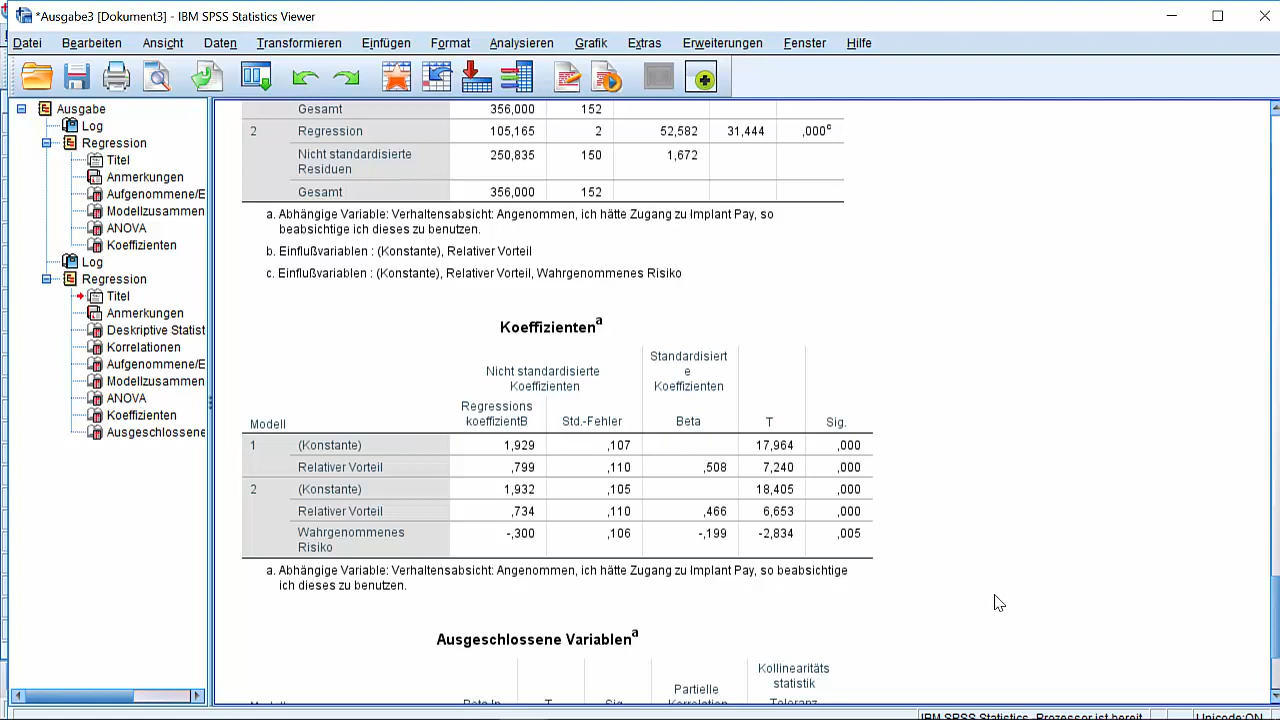 *Ausgabe3 [Dokument3] - IBM SPSS Statistics Viewer
Datei Bearbeiten Ansicht Daten Transformieren Einfügen Format Analysieren Grafik Extras Erweiterungen Fenster Hilfe
Ausgabe
Log
Regression
Titel
Anmerkungen
Aufgenommene/E
Modellzusammen
ANOVA
Koeffizienten
Log
Regression
Titel
Anmerkungen
Deskriptive Statist
Korrelationen
Aufgenommene/E
Modellzusammen
ANOVA
Koeffizienten
Ausgeschlossene
Gesamt 356,000 152
2 Regression 105,165 2 52,582 31,444 ,000c
Nicht standardisierte 250,835 150 1,672
Residuen
Gesamt 356,000 152
a. Abhängige Variable: Verhaltensabsicht: Angenommen, ich hätte Zugang zu Implant Pay, so
beabsichtige ich dieses zu benutzen.
b. Einflußvariablen : (Konstante), Relativer Vorteil
c. Einflußvariablen : (Konstante), Relativer Vorteil, Wahrgenommenes Risiko
Koeffizientena
Nicht standardisierte
Koeffizienten
Standardisiert
e
Koeffizienten
Modell
Regressions
koeffizientB
Std.-Fehler Beta T Sig.
1 (Konstante) 1,929 ,107 17,964 ,000
Relativer Vorteil ,799 ,110 ,508 7,240 ,000
2 (Konstante) 1,932 ,105 18,405 ,000
Relativer Vorteil ,734 ,110 ,466 6,653 ,000
Wahrgenommenes -,300 ,106 -,199 -2,834 ,005
Risiko
a. Abhängige Variable: Verhaltensabsicht: Angenommen, ich hätte Zugang zu Implant Pay, so beabsichtige
ich dieses zu benutzen.
Ausgeschlossene Variablena
Kollinearitäts
statistik
Partielle
Korrelation
Modell Beta In T Sig. Toleranz
IBM SPSS Statistics -Prozessor ist bereit Unicode:ON